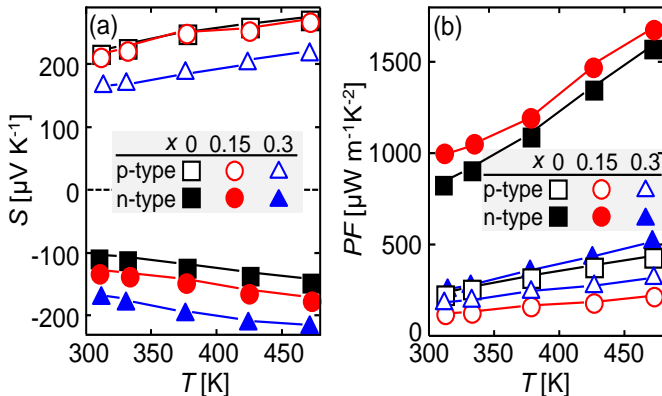 (a)
S [μV K-1]
200
100
0
-100
-200
x 0 0.15 0.3
p-type
n-type
300 350 400 450
T [K]
(b)
PF [μW m-1K-2]
1500
1000
500
0
x 0 0.15 0.3
p-type
n-type
300 350 400 450
T [K]